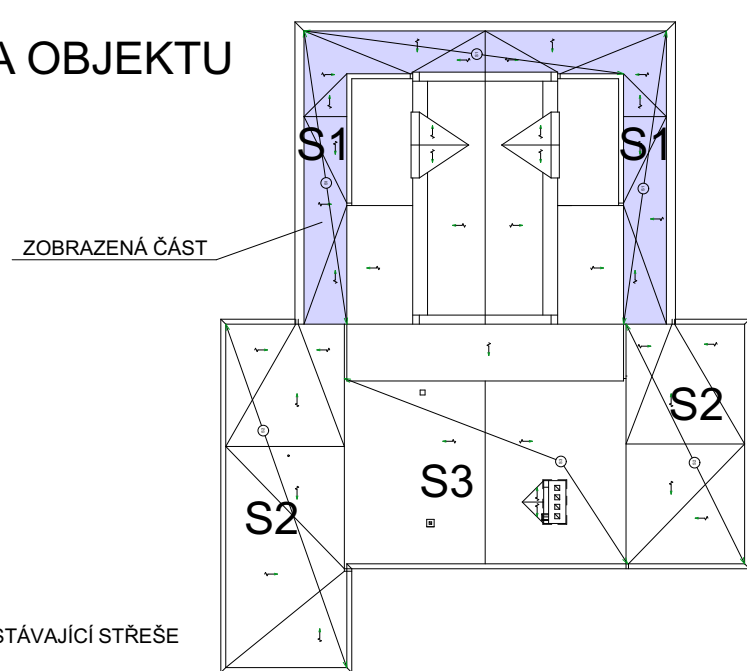 A OBJEKTU
S1
S1
ZOBRAZENÁ ČÁST
S2
S3
S2
STÁVAJÍCÍ STŘEŠE